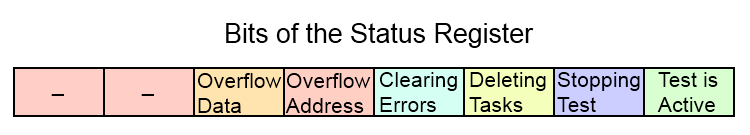 Bits of the Status Register
– – Overflow Data Overflow Address Clearing Errors Deleting Tasks Stopping Test Test is Active